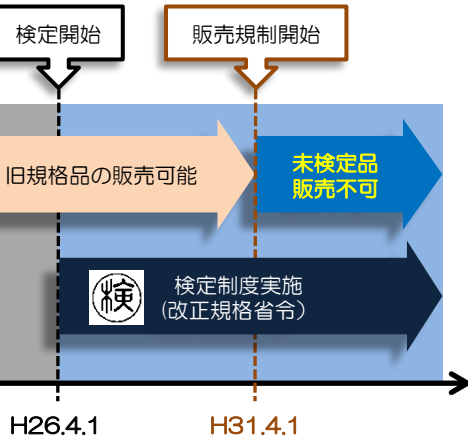 検定開始
販売規制開始
旧規格品の販売可能
未検定品
販売不可
検
検定制度実施
(改正規格省令)
H26.4.1
H31.4.1